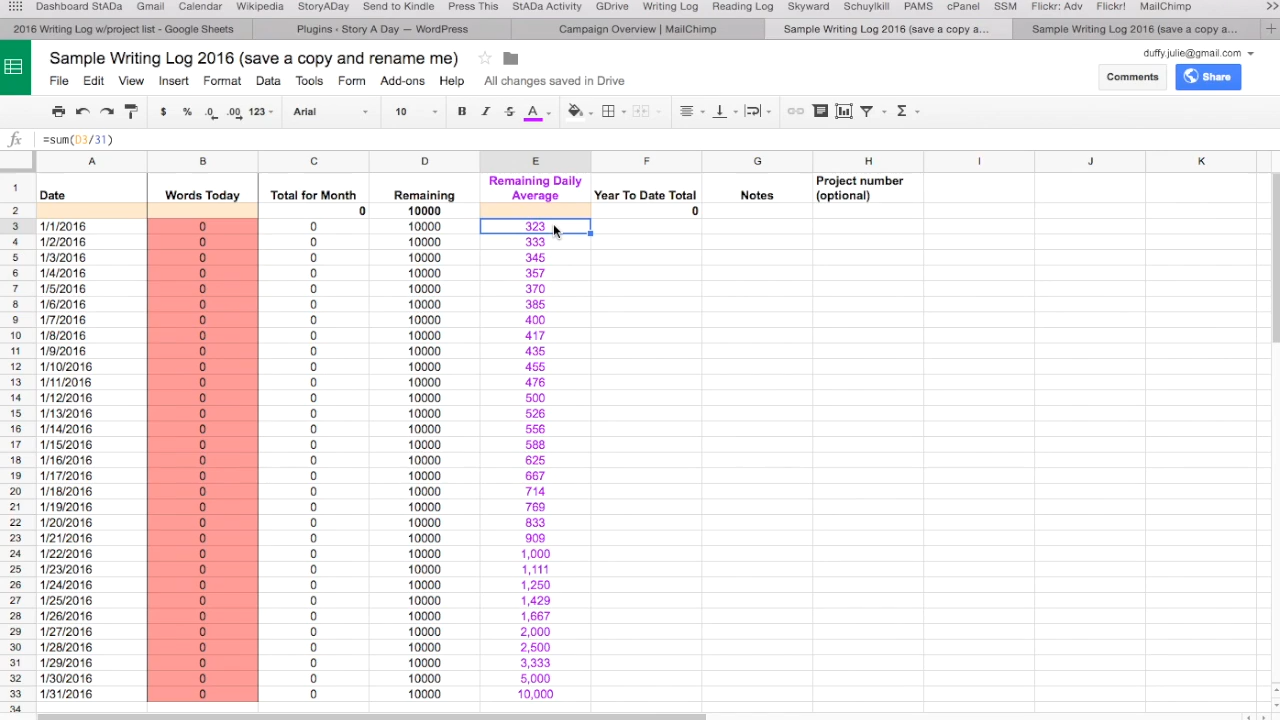 Dashboard StADa Gmail Calendar Wikipedia StoryADay Send to Kindle Press This StADa Activity GDrive Writing Log Reading Log Skyward Schuylkill PAMS cPanel SSM Flickr: Adv Flickr! MailChimp >>
2016 Writing Log w/project list - Google Sheets Plugins ‹ Story A Day — WordPress Campaign Overview | MailChimp Sample Writing Log 2016 (save a copy a... Sample Writing Log 2016 (save a copy a... +
Sample Writing Log 2016 (save a copy and rename me) duffy.julie@gmail.com
File Edit View Insert Format Data Tools Form Add-ons Help All changes saved in Drive Comments Share
$ % .0 .00 123 Arial 10 B I S A Σ
fx =sum(D3/31)
A B C D E F G H I J K
1 Date Words Today Total for Month Remaining Remaining Daily Average Year To Date Total Notes Project number (optional)
2 0 10000 0
3 1/1/2016 0 0 10000 323
4 1/2/2016 0 0 10000 333
5 1/3/2016 0 0 10000 345
6 1/4/2016 0 0 10000 357
7 1/5/2016 0 0 10000 370
8 1/6/2016 0 0 10000 385
9 1/7/2016 0 0 10000 400
10 1/8/2016 0 0 10000 417
11 1/9/2016 0 0 10000 435
12 1/10/2016 0 0 10000 455
13 1/11/2016 0 0 10000 476
14 1/12/2016 0 0 10000 500
15 1/13/2016 0 0 10000 526
16 1/14/2016 0 0 10000 556
17 1/15/2016 0 0 10000 588
18 1/16/2016 0 0 10000 625
19 1/17/2016 0 0 10000 667
20 1/18/2016 0 0 10000 714
21 1/19/2016 0 0 10000 769
22 1/20/2016 0 0 10000 833
23 1/21/2016 0 0 10000 909
24 1/22/2016 0 0 10000 1,000
25 1/23/2016 0 0 10000 1,111
26 1/24/2016 0 0 10000 1,250
27 1/25/2016 0 0 10000 1,429
28 1/26/2016 0 0 10000 1,667
29 1/27/2016 0 0 10000 2,000
30 1/28/2016 0 0 10000 2,500
31 1/29/2016 0 0 10000 3,333
32 1/30/2016 0 0 10000 5,000
33 1/31/2016 0 0 10000 10,000
34